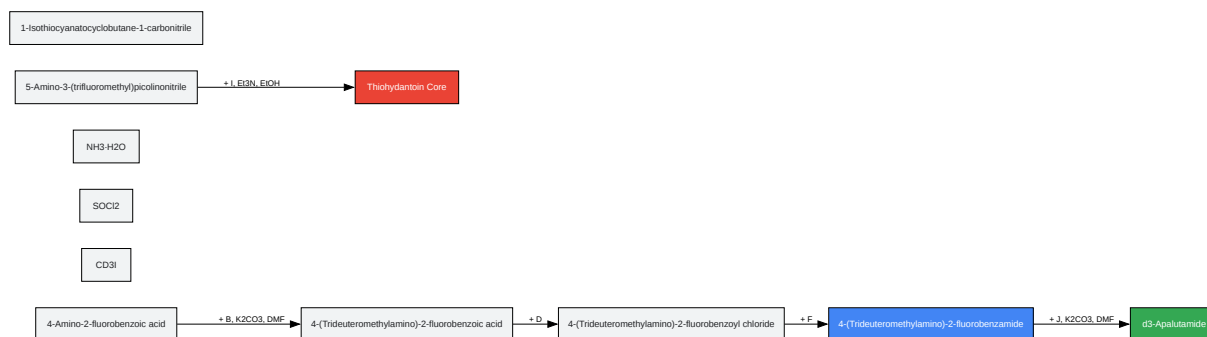 1-Isothiocyanatocyclobutane-1-carbonitrile
5-Amino-3-(trifluoromethyl)picolinonitrile
+ I, Et3N, EtOH
Thiohydantoin Core
NH3·H2O
SOCl2
CD3I
4-Amino-2-fluorobenzoic acid
+ B, K2CO3, DMF
4-(Trideuteromethylamino)-2-fluorobenzoic acid
+ D
4-(Trideuteromethylamino)-2-fluorobenzoyl chloride
+ F
4-(Trideuteromethylamino)-2-fluorobenzamide
+ J, K2CO3, DMF
d3-Apalutamide